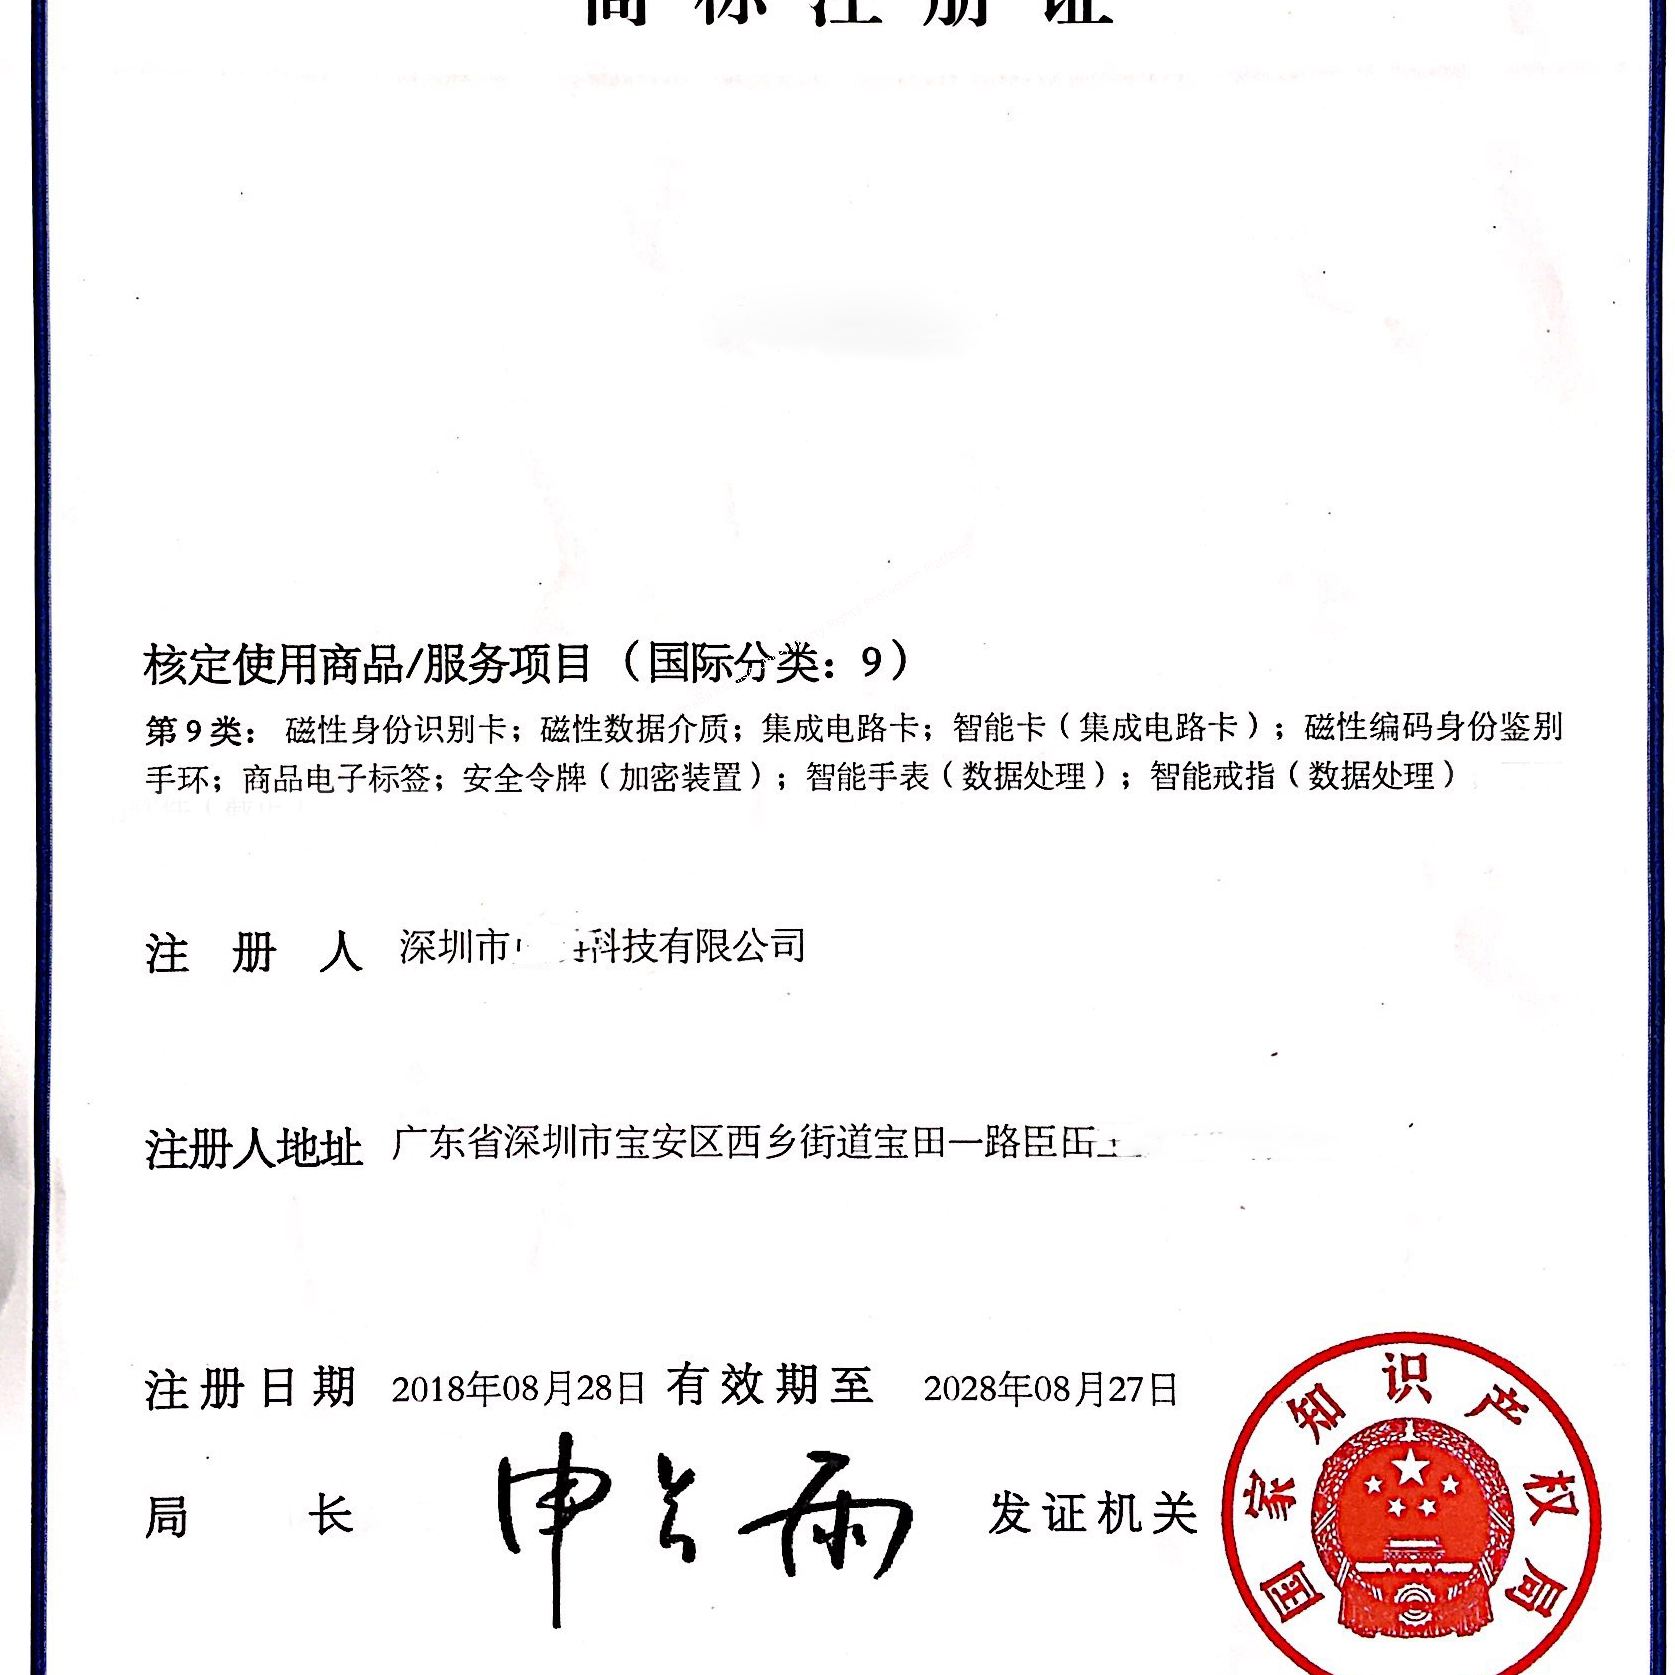 商标注册证
核定使用商品/服务项目（国际分类：9）
第9类：磁性身份识别卡；磁性数据介质；集成电路卡；智能卡（集成电路卡）；磁性编码身份鉴别
手环；商品电子标签；安全令牌（加密装置）；智能手表（数据处理）；智能戒指（数据处理）
注册人 深圳市科技有限公司
注册人地址 广东省深圳市宝安区西乡街道宝田一路臣田
注册日期 2018年08月28日 有效期至 2028年08月27日
局长 申长雨 发证机关
国家知识产权局